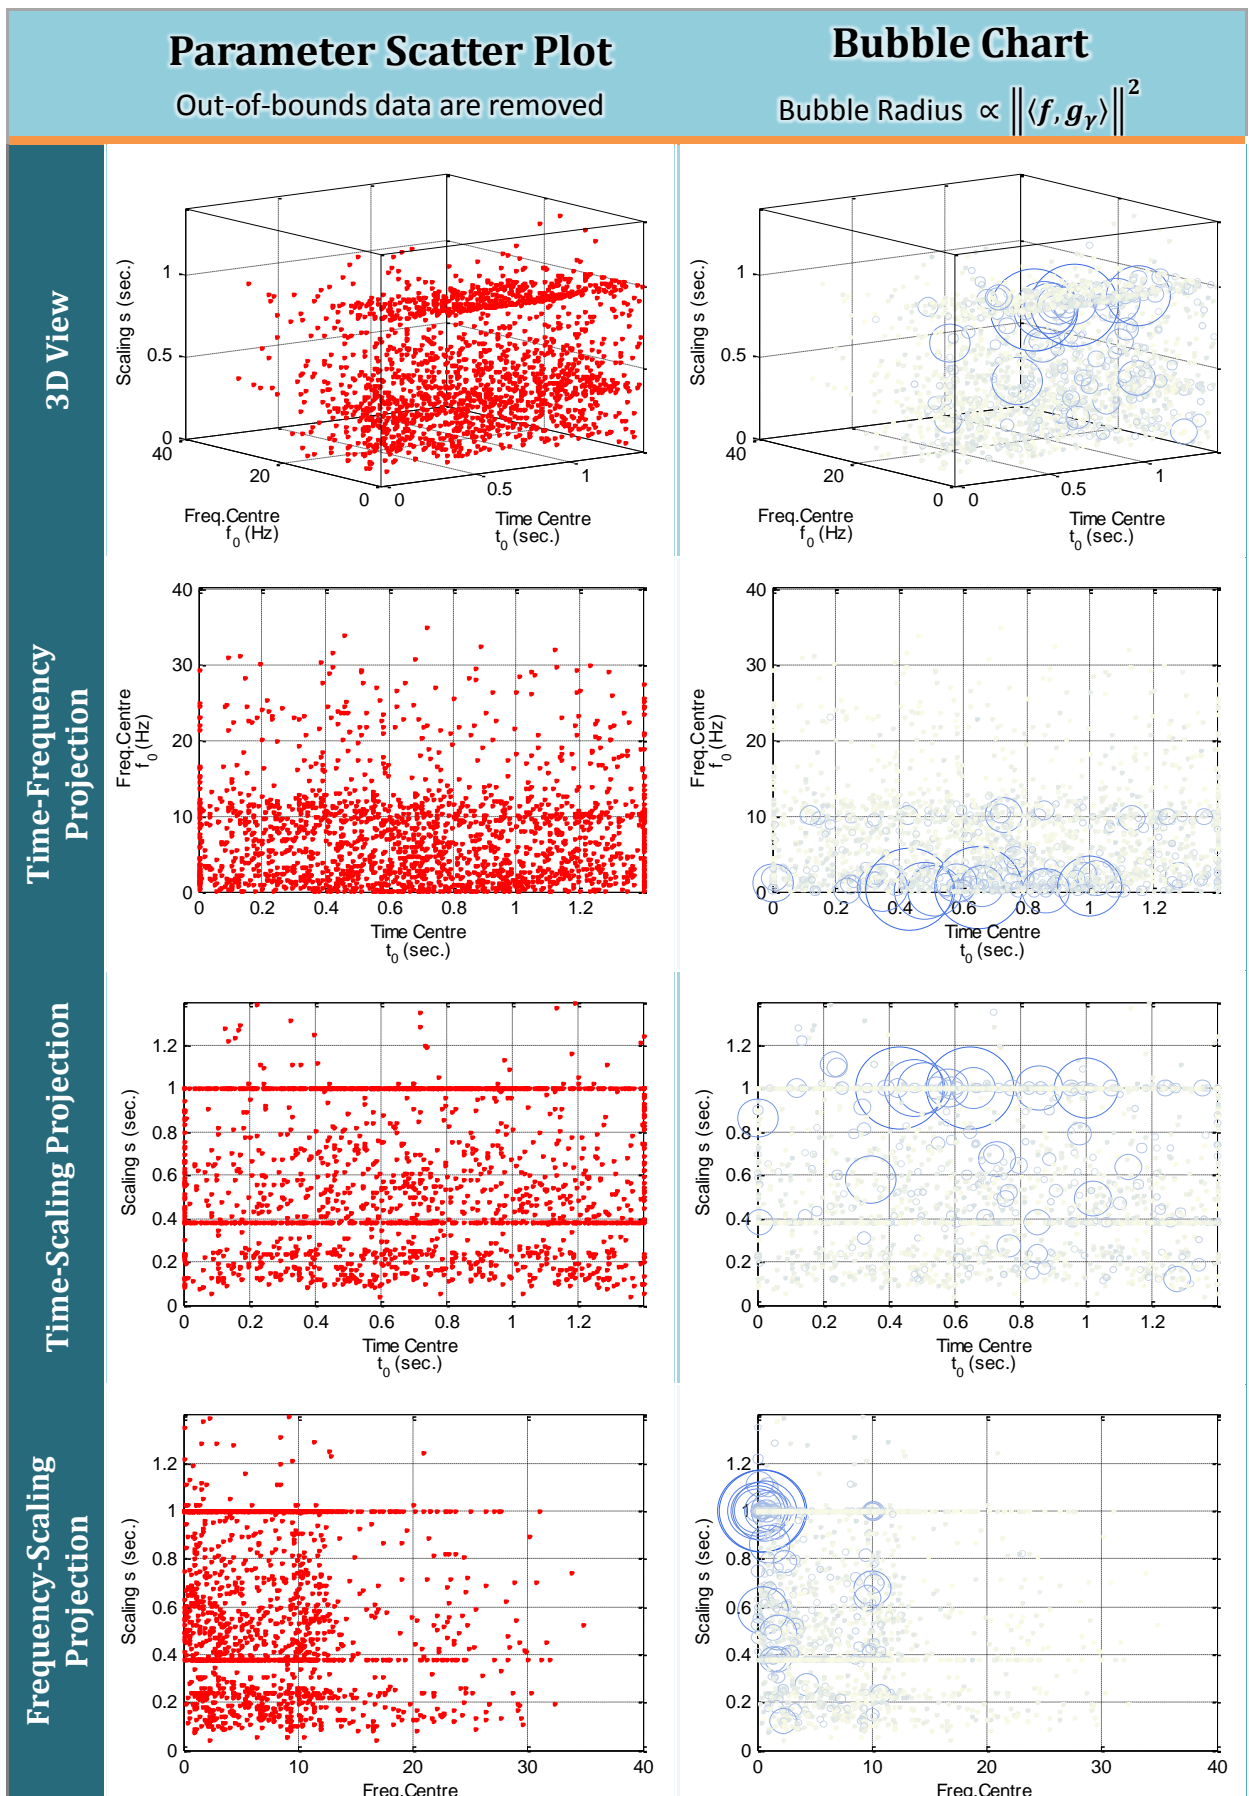 Parameter Scatter Plot
Out-of-bounds data are removed
Bubble Chart
Bubble Radius ∝ ‖⟨f, g_γ⟩‖²
3D View
Scaling s (sec.)
1
0.5
0
40
20
0
0
0.5
1
Freq.Centre
f_0 (Hz)
Time Centre
t_0 (sec.)
Scaling s (sec.)
1
0.5
0
40
20
0
0
0.5
1
Freq.Centre
f_0 (Hz)
Time Centre
t_0 (sec.)
Time-Frequency
Projection
Freq.Centre
f_0 (Hz)
40
30
20
10
0
0 0.2 0.4 0.6 0.8 1 1.2
Time Centre
t_0 (sec.)
Freq.Centre
f_0 (Hz)
40
30
20
10
0
0 0.2 0.4 0.6 0.8 1 1.2
Time Centre
t_0 (sec.)
Time-Scaling Projection
Scaling s (sec.)
1.2
1
0.8
0.6
0.4
0.2
0
0 0.2 0.4 0.6 0.8 1 1.2
Time Centre
t_0 (sec.)
Scaling s (sec.)
1.2
1
0.8
0.6
0.4
0.2
0
0 0.2 0.4 0.6 0.8 1 1.2
Time Centre
t_0 (sec.)
Frequency-Scaling
Projection
Scaling s (sec.)
1.2
1
0.8
0.6
0.4
0.2
0
0 10 20 30 40
Freq.Centre
Scaling s (sec.)
1.2
1
0.8
0.6
0.4
0.2
0
0 10 20 30 40
Freq.Centre